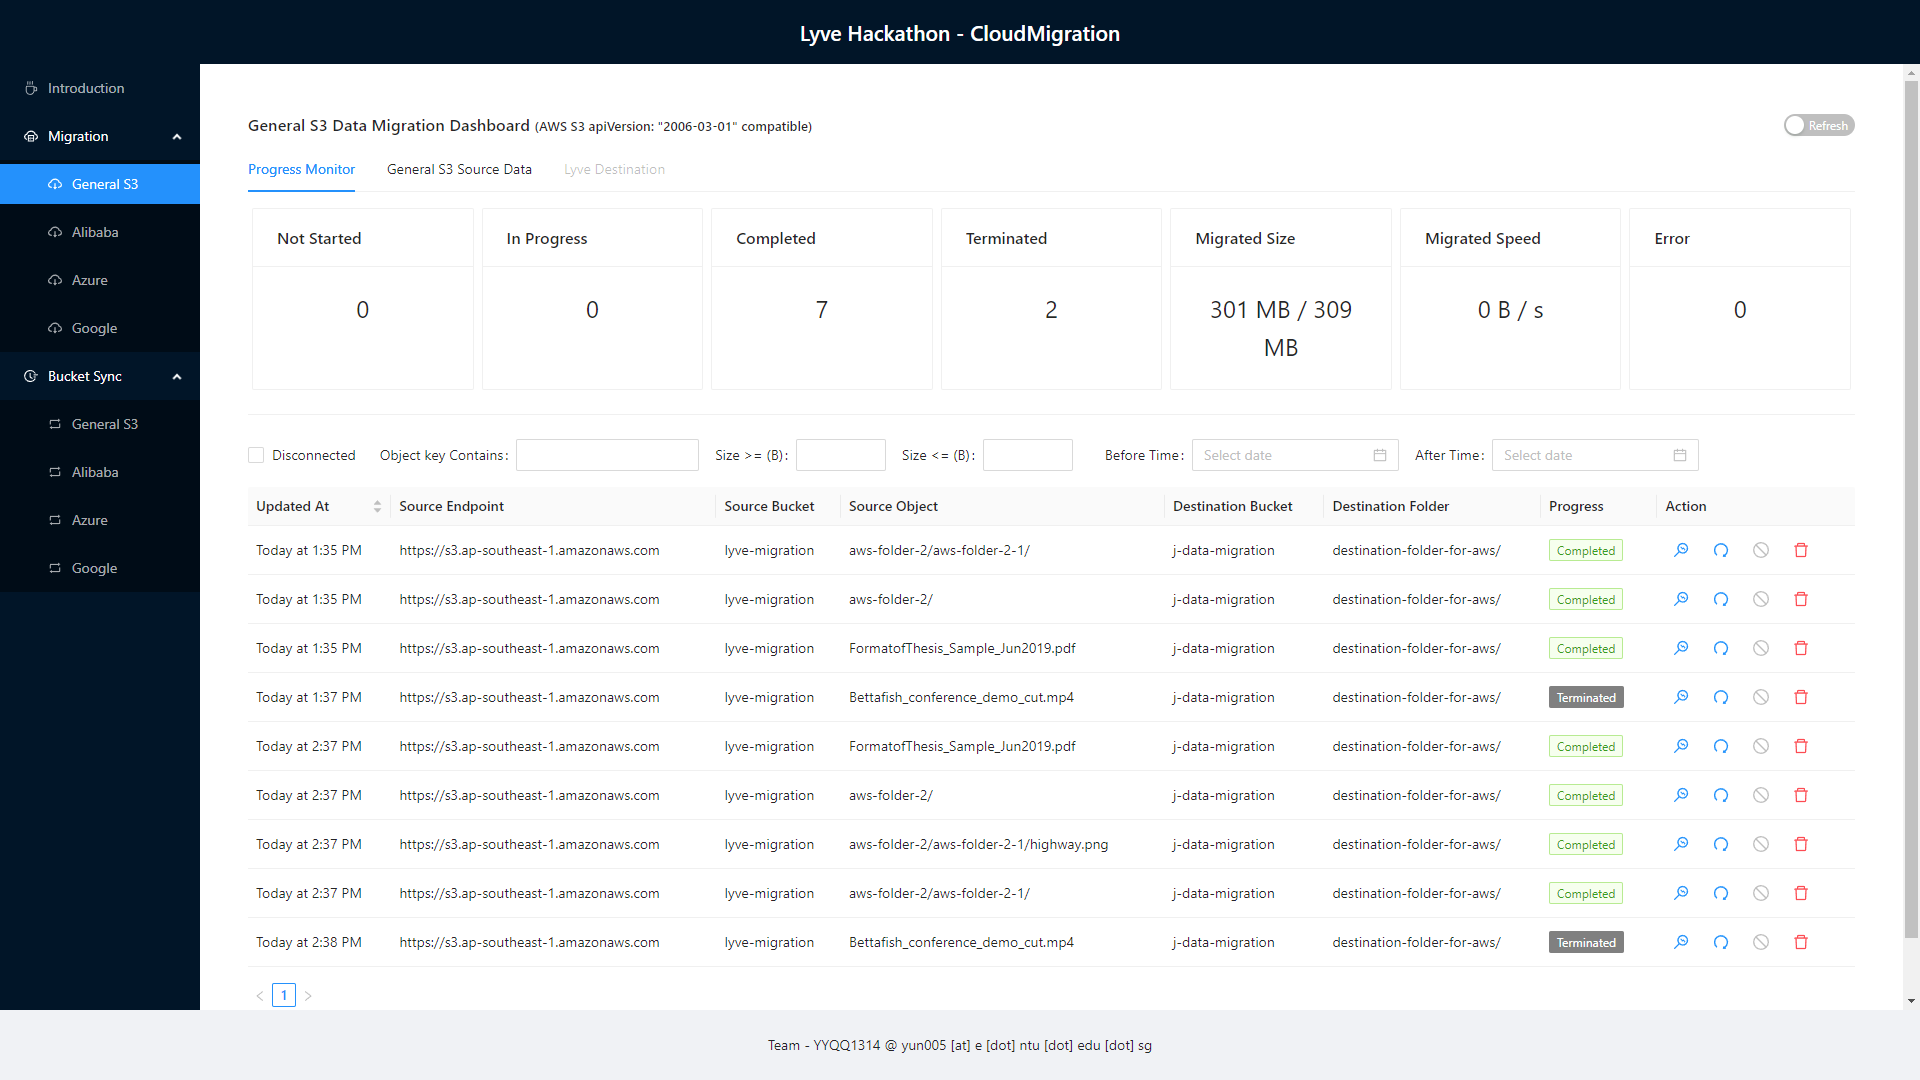 Lyve Hackathon - CloudMigration
Introduction
Migration
General S3
Alibaba
Azure
Google
Bucket Sync
General S3
Alibaba
Azure
Google
General S3 Data Migration Dashboard (AWS S3 apiVersion: "2006-03-01" compatible)
Refresh
Progress Monitor General S3 Source Data Lyve Destination
Not Started In Progress Completed Terminated Migrated Size Migrated Speed Error
0 0 7 2 301 MB / 309 0 B / s 0
MB
Disconnected Object key Contains: Size >= (B): Size <= (B): Before Time: Select date After Time: Select date
Updated At Source Endpoint Source Bucket Source Object Destination Bucket Destination Folder Progress Action
Today at 1:35 PM https://s3.ap-southeast-1.amazonaws.com lyve-migration aws-folder-2/aws-folder-2-1/ j-data-migration destination-folder-for-aws/ Completed
Today at 1:35 PM https://s3.ap-southeast-1.amazonaws.com lyve-migration aws-folder-2/ j-data-migration destination-folder-for-aws/ Completed
Today at 1:35 PM https://s3.ap-southeast-1.amazonaws.com lyve-migration FormatofThesis_Sample_Jun2019.pdf j-data-migration destination-folder-for-aws/ Completed
Today at 1:37 PM https://s3.ap-southeast-1.amazonaws.com lyve-migration Bettafish_conference_demo_cut.mp4 j-data-migration destination-folder-for-aws/ Terminated
Today at 2:37 PM https://s3.ap-southeast-1.amazonaws.com lyve-migration FormatofThesis_Sample_Jun2019.pdf j-data-migration destination-folder-for-aws/ Completed
Today at 2:37 PM https://s3.ap-southeast-1.amazonaws.com lyve-migration aws-folder-2/ j-data-migration destination-folder-for-aws/ Completed
Today at 2:37 PM https://s3.ap-southeast-1.amazonaws.com lyve-migration aws-folder-2/aws-folder-2-1/highway.png j-data-migration destination-folder-for-aws/ Completed
Today at 2:37 PM https://s3.ap-southeast-1.amazonaws.com lyve-migration aws-folder-2/aws-folder-2-1/ j-data-migration destination-folder-for-aws/ Completed
Today at 2:38 PM https://s3.ap-southeast-1.amazonaws.com lyve-migration Bettafish_conference_demo_cut.mp4 j-data-migration destination-folder-for-aws/ Terminated
< 1 >
Team - YYQQ1314 @ yun005 [at] e [dot] ntu [dot] edu [dot] sg